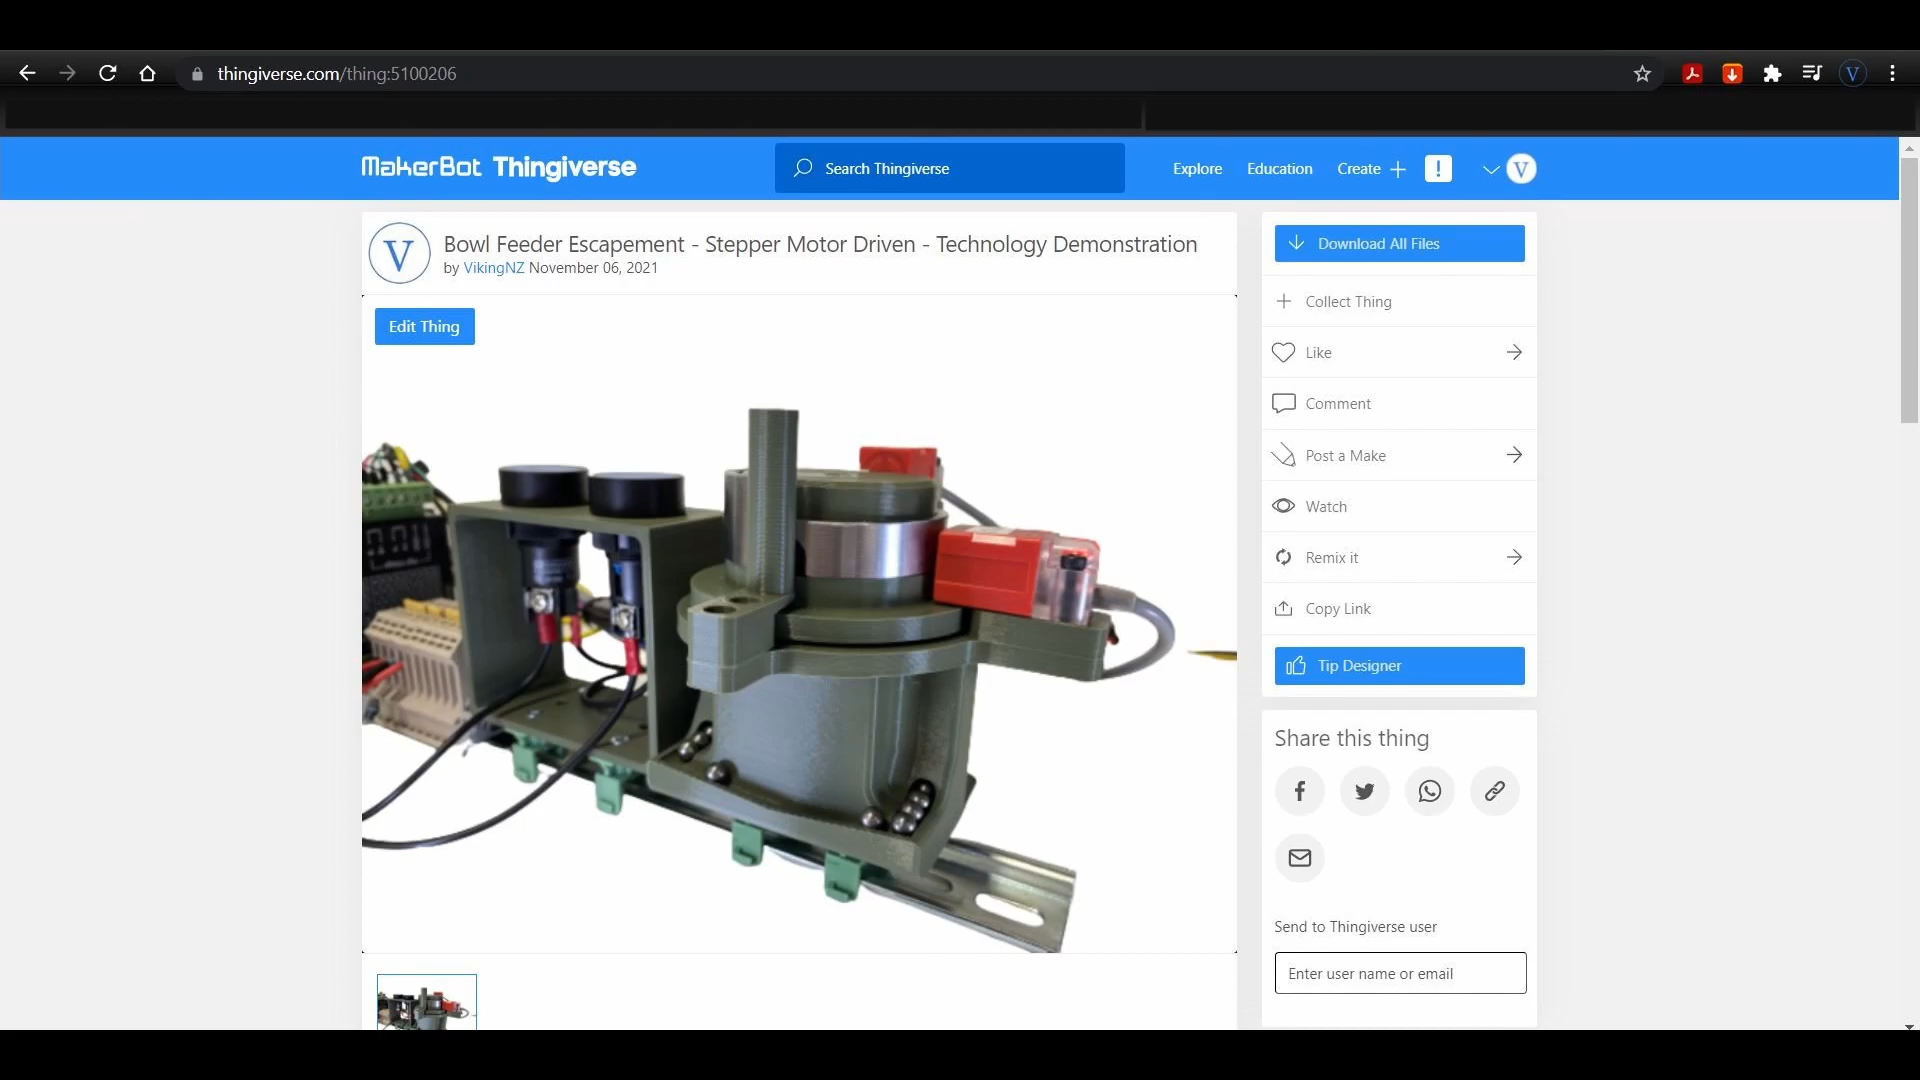 thingiverse.com/thing:5100206
V
MakerBot Thingiverse
Search Thingiverse
Explore
Education
Create
!
V
V
Bowl Feeder Escapement - Stepper Motor Driven - Technology Demonstration
by VikingNZ November 06, 2021
Edit Thing
Download All Files
Collect Thing
Like
Comment
Post a Make
Watch
Remix it
Copy Link
Tip Designer
Share this thing
Send to Thingiverse user
Enter user name or email